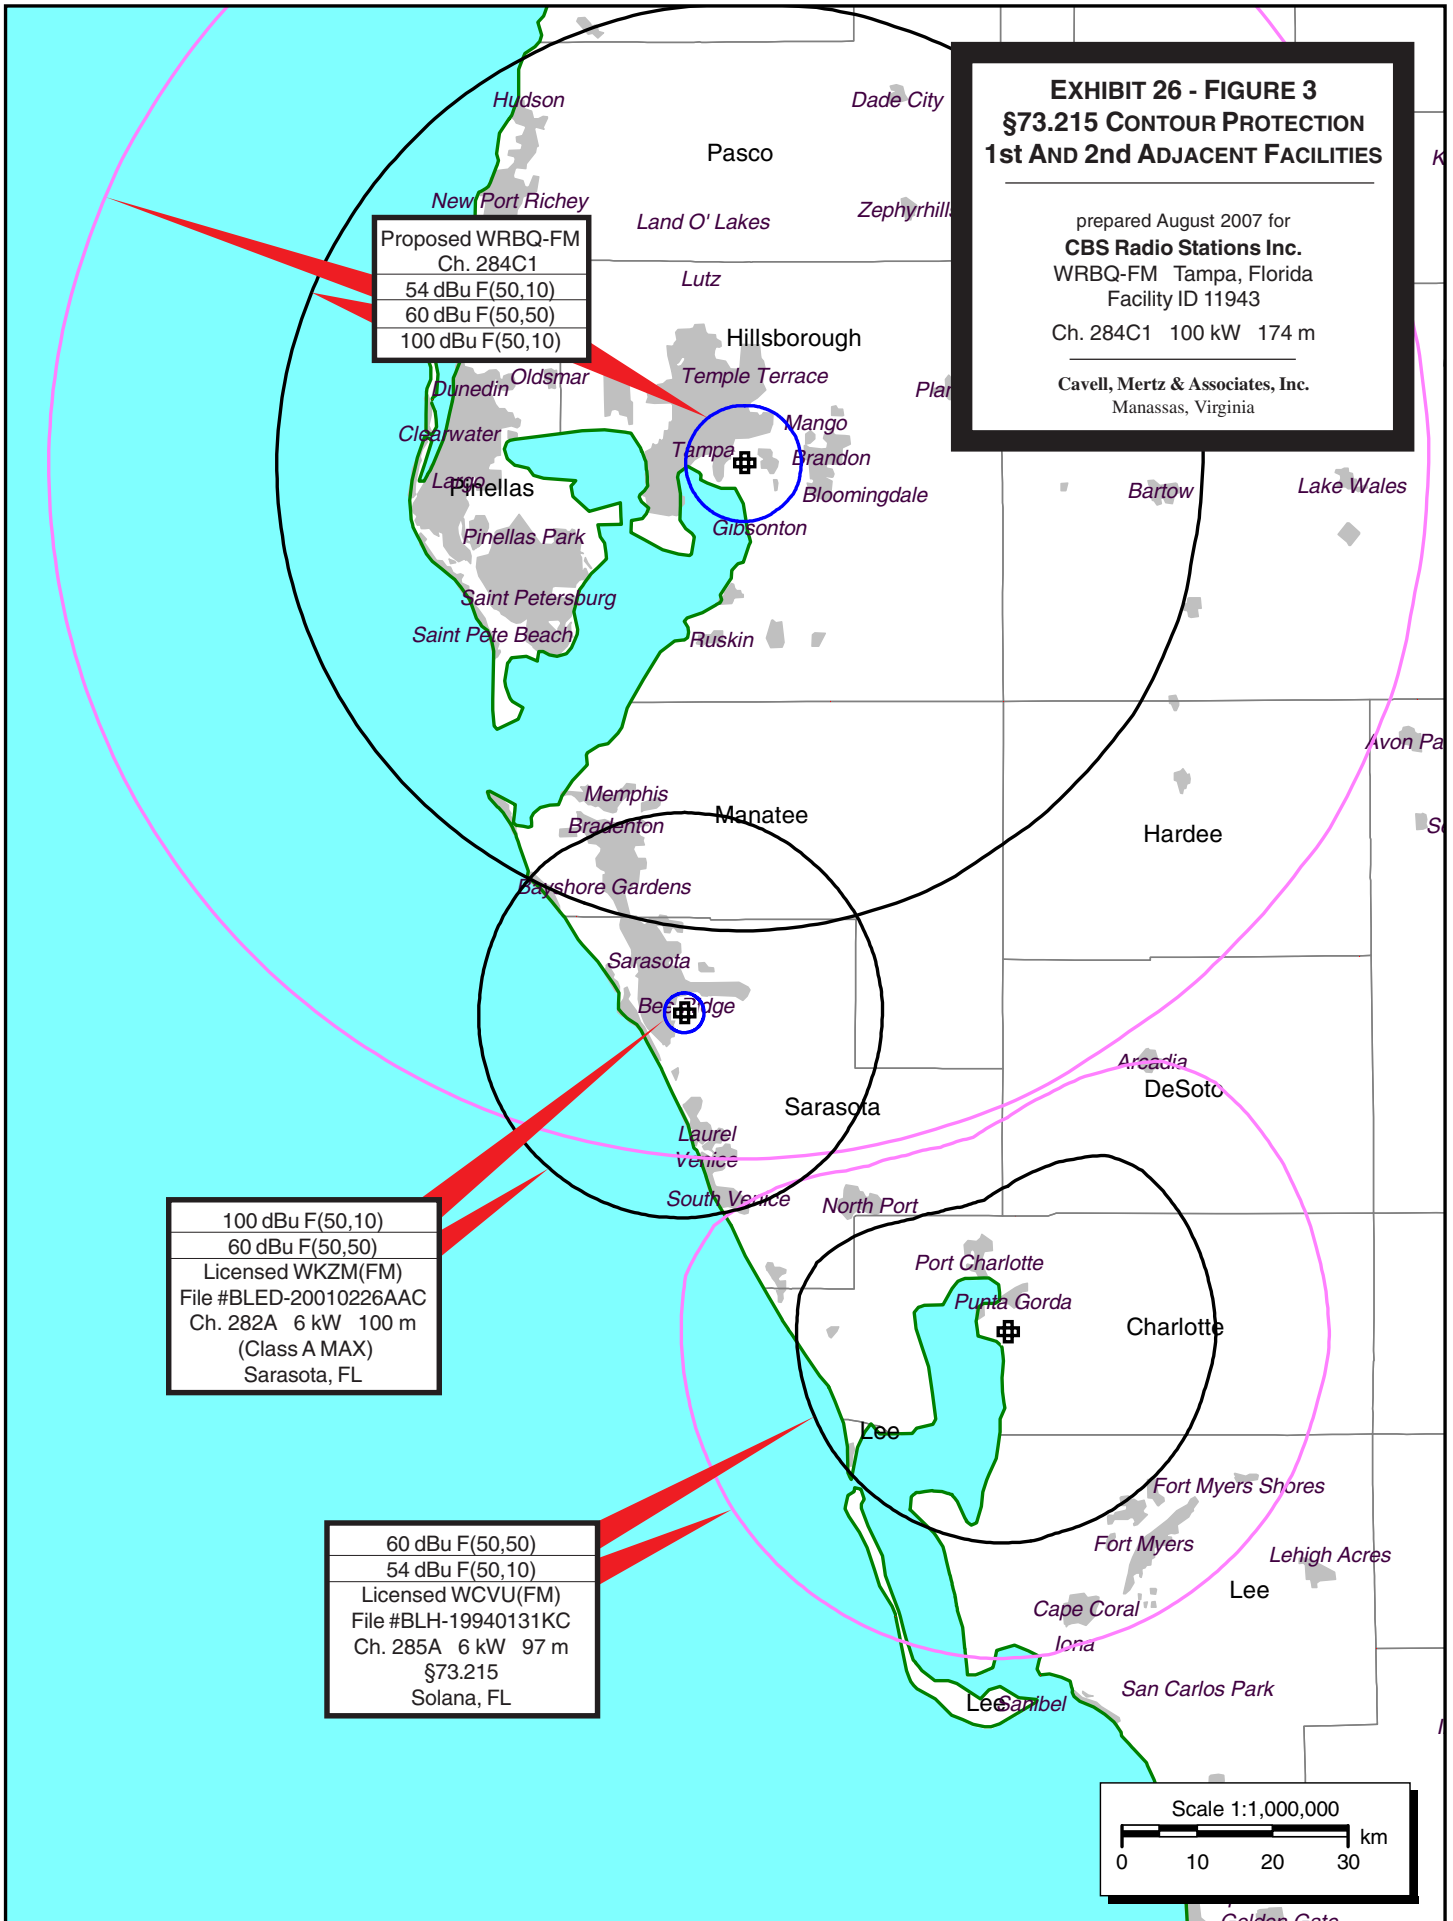 EXHIBIT 26 - FIGURE 3
§73.215 CONTOUR PROTECTION
1st AND 2nd ADJACENT FACILITIES
prepared August 2007 for
CBS Radio Stations Inc.
WRBQ-FM Tampa, Florida
Facility ID 11943
Ch. 284C1 100 kW 174 m
Cavell, Mertz & Associates, Inc.
Manassas, Virginia
Hudson
Dade City
Pasco
New Port Richey
Land O' Lakes
Zephyrhills
Proposed WRBQ-FM
Ch. 284C1
54 dBu F(50,10)
60 dBu F(50,50)
100 dBu F(50,10)
Lutz
Hillsborough
Temple Terrace
Dunedin
Oldsmar
Plan
Mango
Clearwater
Tampa
Brandon
Largo
Pinellas
Bloomingdale
Bartow
Lake Wales
Gibsonton
Pinellas Park
Saint Petersburg
Saint Pete Beach
Ruskin
Avon Pa
Memphis
Manatee
Bradenton
Hardee
Bayshore Gardens
Sarasota
Bee Ridge
Arcadia
DeSoto
Sarasota
Laurel
Venice
South Venice
North Port
100 dBu F(50,10)
60 dBu F(50,50)
Licensed WKZM(FM)
File #BLED-20010226AAC
Ch. 282A 6 kW 100 m
(Class A MAX)
Sarasota, FL
Port Charlotte
Punta Gorda
Charlotte
Lee
Fort Myers Shores
Fort Myers
Lehigh Acres
60 dBu F(50,50)
54 dBu F(50,10)
Licensed WCVU(FM)
File #BLH-19940131KC
Ch. 285A 6 kW 97 m
§73.215
Solana, FL
Lee
Cape Coral
Iona
San Carlos Park
Lee
Sanibel
Scale 1:1,000,000
km
0 10 20 30
Golden Gate